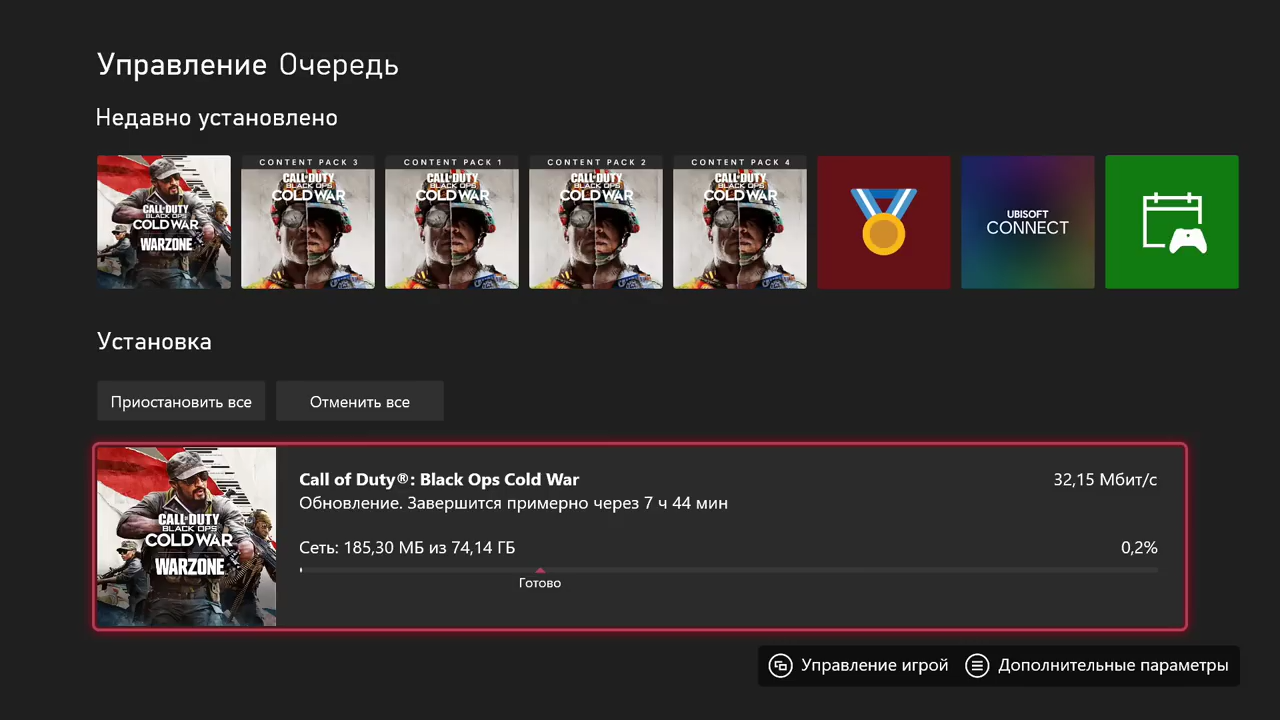 Управление Очередь
Недавно установлено
CALL OF DUTY
BLACK OPS
COLD WAR
WARZONE
CONTENT PACK 3
CALL OF DUTY
BLACK OPS
COLD WAR
CONTENT PACK 1
CALL OF DUTY
BLACK OPS
COLD WAR
CONTENT PACK 2
CALL OF DUTY
BLACK OPS
COLD WAR
CONTENT PACK 4
CALL OF DUTY
BLACK OPS
COLD WAR
UBISOFT
CONNECT
Установка
Приостановить все
Отменить все
CALL OF DUTY
BLACK OPS
COLD WAR
WARZONE
Call of Duty®: Black Ops Cold War
32,15 Мбит/с
Обновление. Завершится примерно через 7 ч 44 мин
Сеть: 185,30 МБ из 74,14 ГБ
0,2%
Готово
Управление игрой
Дополнительные параметры